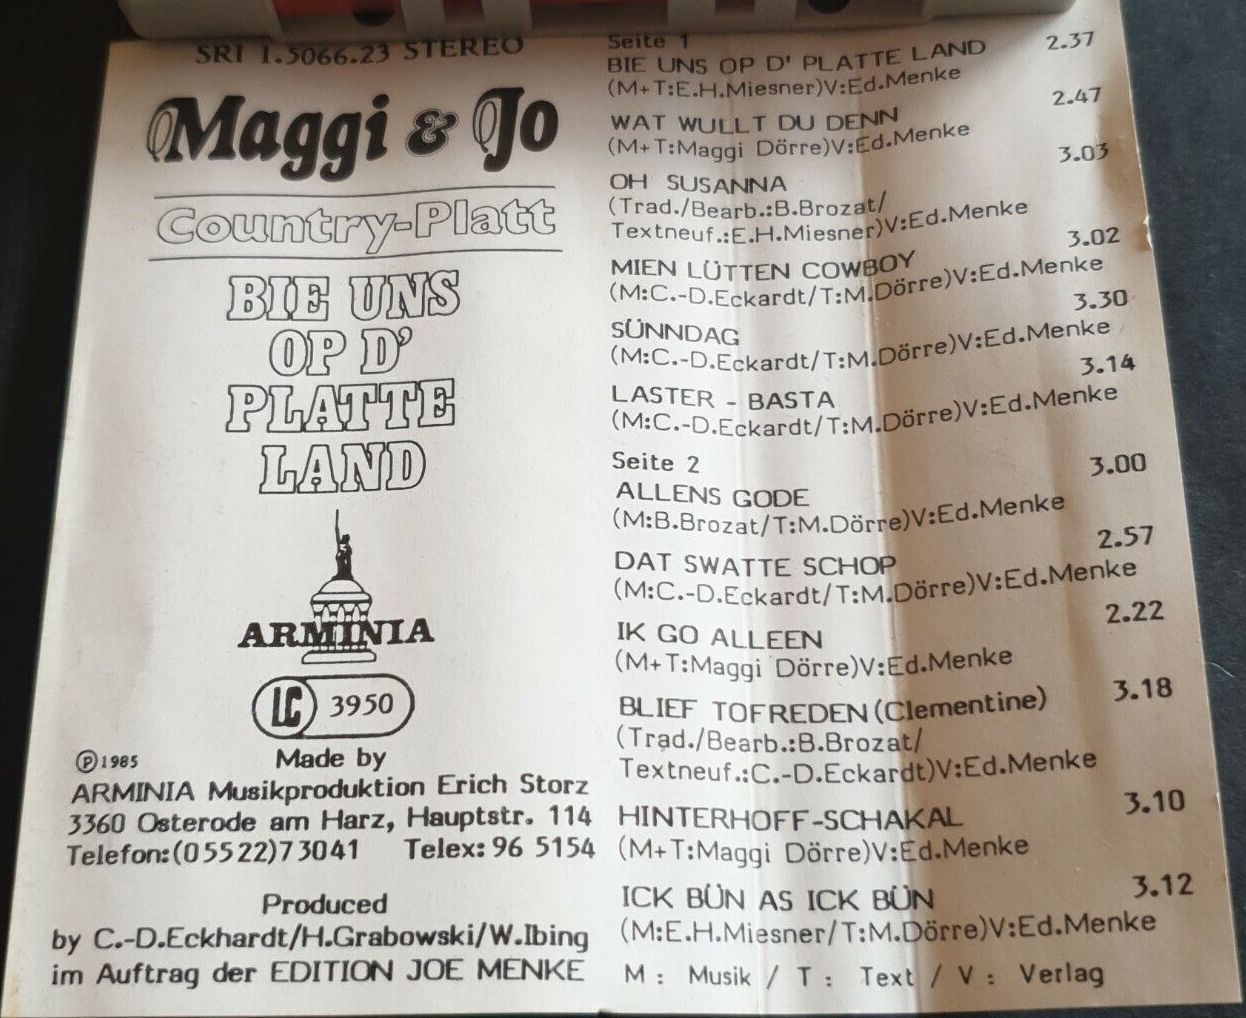 SRI 1.5066.23 STEREO
Maggi & Jo
Country-Platt
BIE UNS
OP D'
PLATTE
LAND
ARMINIA
LC 3950
Ⓟ1985
Made by
ARMINIA Musikproduktion Erich Storz
3360 Osterode am Harz, Hauptstr. 114
Telefon:(05522)73041 Telex: 96 5154
Produced
by C.-D.Eckhardt/H.Grabowski/W.Ibing
im Auftrag der EDITION JOE MENKE
Seite 1
BIE UNS OP D' PLATTE LAND 2.37
(M+T:E.H.Miesner)V:Ed.Menke
WAT WULLT DU DENN 2.47
(M+T:Maggi Dörre)V:Ed.Menke
OH SUSANNA 3.03
(Trad./Bearb.:B.Brozat/
Textneuf.:E.H.Miesner)V:Ed.Menke
MIEN LÜTTEN COWBOY 3.02
(M:C.-D.Eckardt/T:M.Dörre)V:Ed.Menke
SÜNNDAG 3.30
(M:C.-D.Eckardt/T:M.Dörre)V:Ed.Menke
LASTER - BASTA 3.14
(M:C.-D.Eckardt/T:M.Dörre)V:Ed.Menke
Seite 2
ALLENS GODE 3.00
(M:B.Brozat/T:M.Dörre)V:Ed.Menke
DAT SWATTE SCHOP 2.57
(M:C.-D.Eckardt/T:M.Dörre)V:Ed.Menke
IK GO ALLEEN 2.22
(M+T:Maggi Dörre)V:Ed.Menke
BLIEF TOFREDEN(Clementine) 3.18
(Trad./Bearb.:B.Brozat/
Textneuf.:C.-D.Eckardt)V:Ed.Menke
HINTERHOFF-SCHAKAL 3.10
(M+T:Maggi Dörre)V:Ed.Menke
ICK BÜN AS ICK BÜN 3.12
(M:E.H.Miesner/T:M.Dörre)V:Ed.Menke
M : Musik / T : Text / V : Verlag